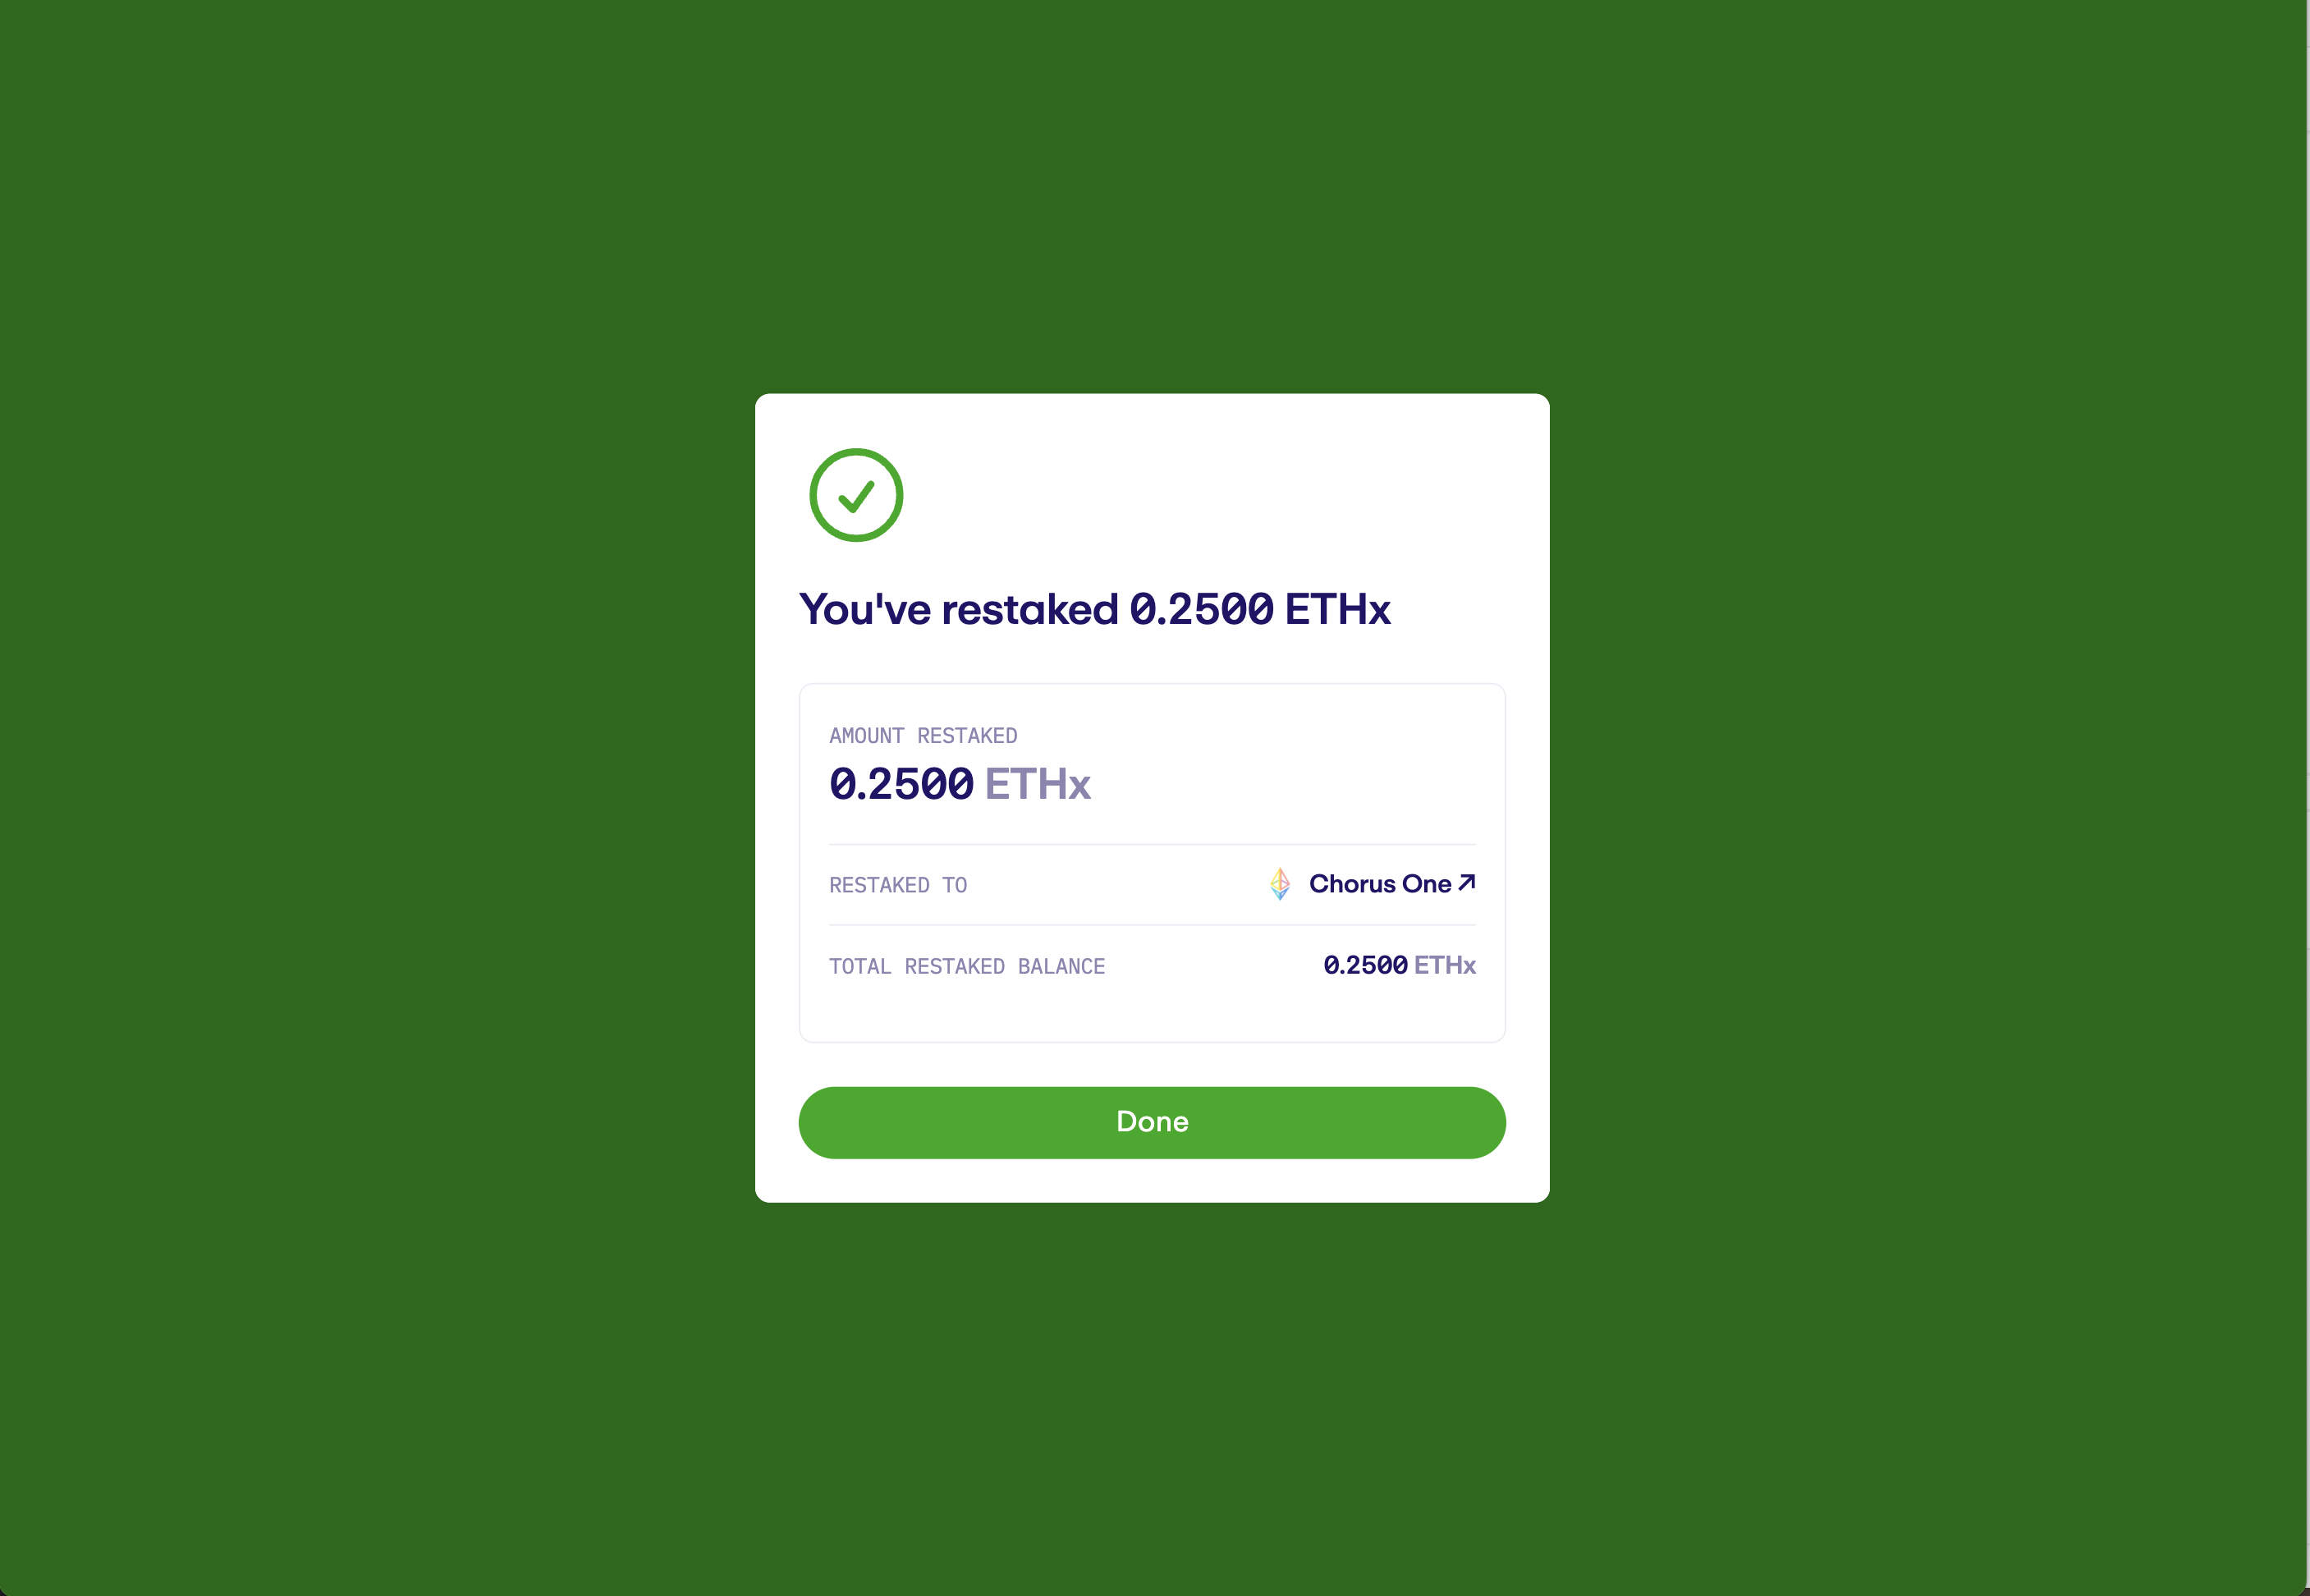 You've restaked 0.2500 ETHx
AMOUNT RESTAKED
0.2500 ETHx
RESTAKED TO
Chorus One
TOTAL RESTAKED BALANCE
0.2500 ETHx
Done